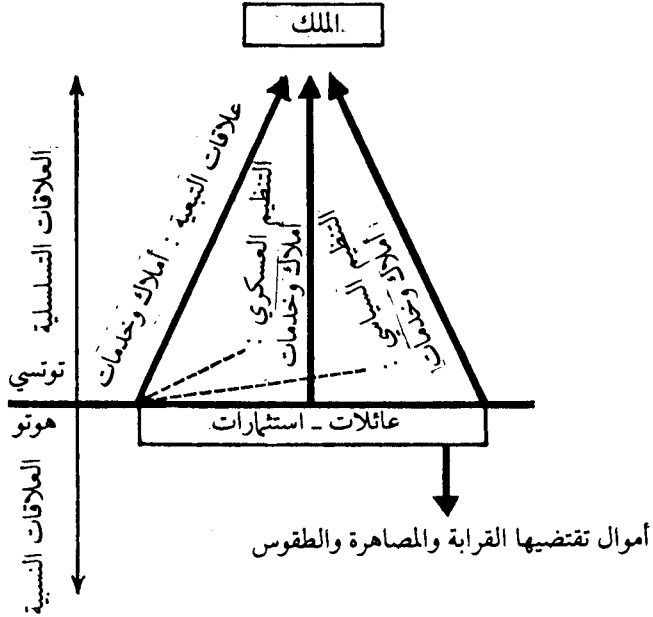 الملك
العلاقات التسلسلية
علاقات التبعية : أملاك وخدمات
التنظيم العسكري :
أملاك وخدمات
التنظيم السياسي :
أملاك وخدمات
توتسي
هوتو
عائلات ـ استثمارات
العلاقات النسبية
أموال تقتضيها القرابة والمصاهرة والطقوس